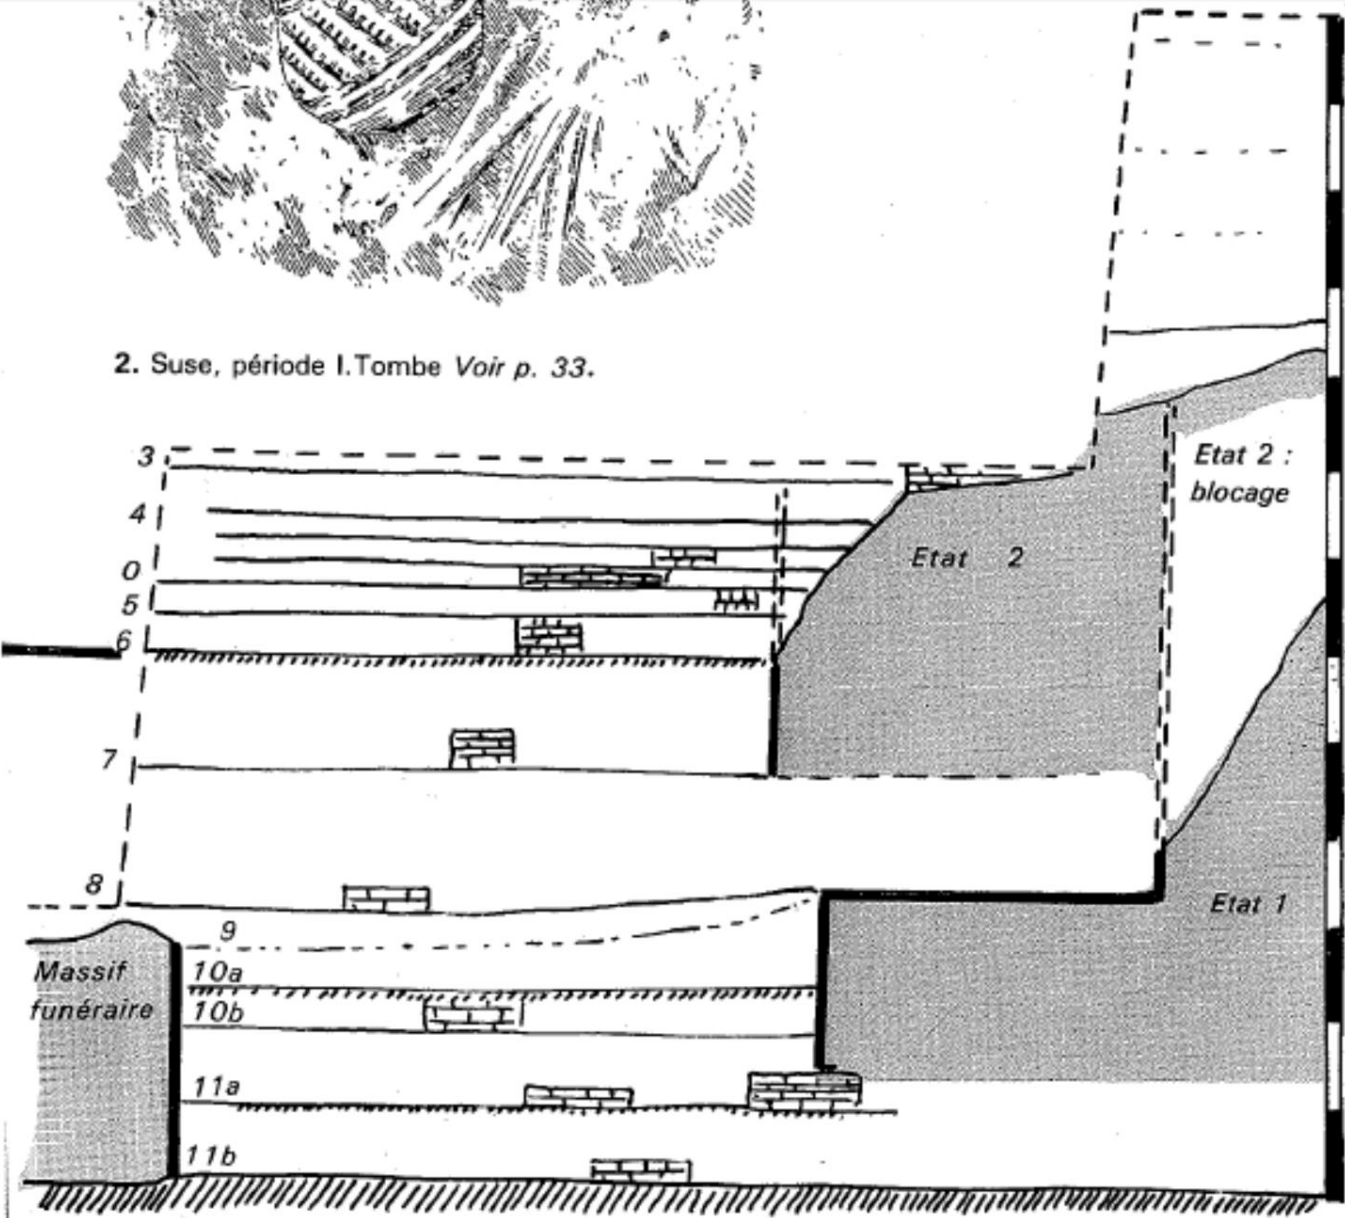 2. Suse, période I.Tombe Voir p. 33.
3
4
0
5
6
7
8
9
10a
10b
11a
11b
Etat 2 :
blocage
Etat 2
Etat 1
Massif
funéraire